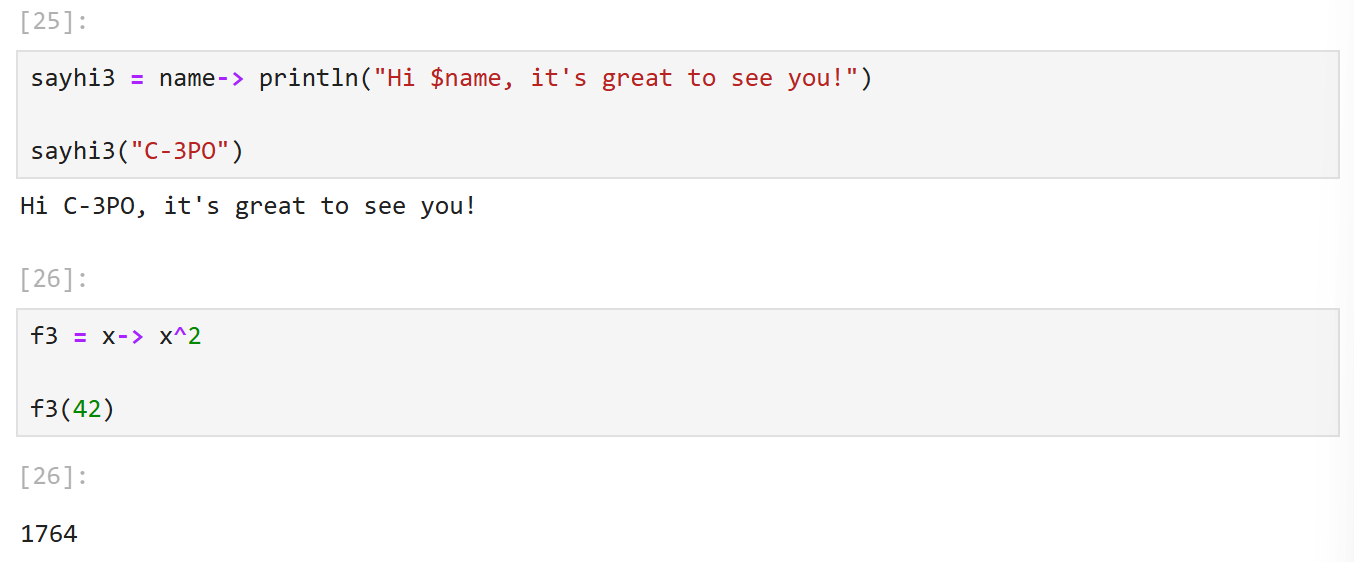 [25]:
sayhi3 = name-> println("Hi $name, it's great to see you!")
sayhi3("C-3PO")
Hi C-3PO, it's great to see you!
[26]:
f3 = x-> x^2
f3(42)
[26]:
1764